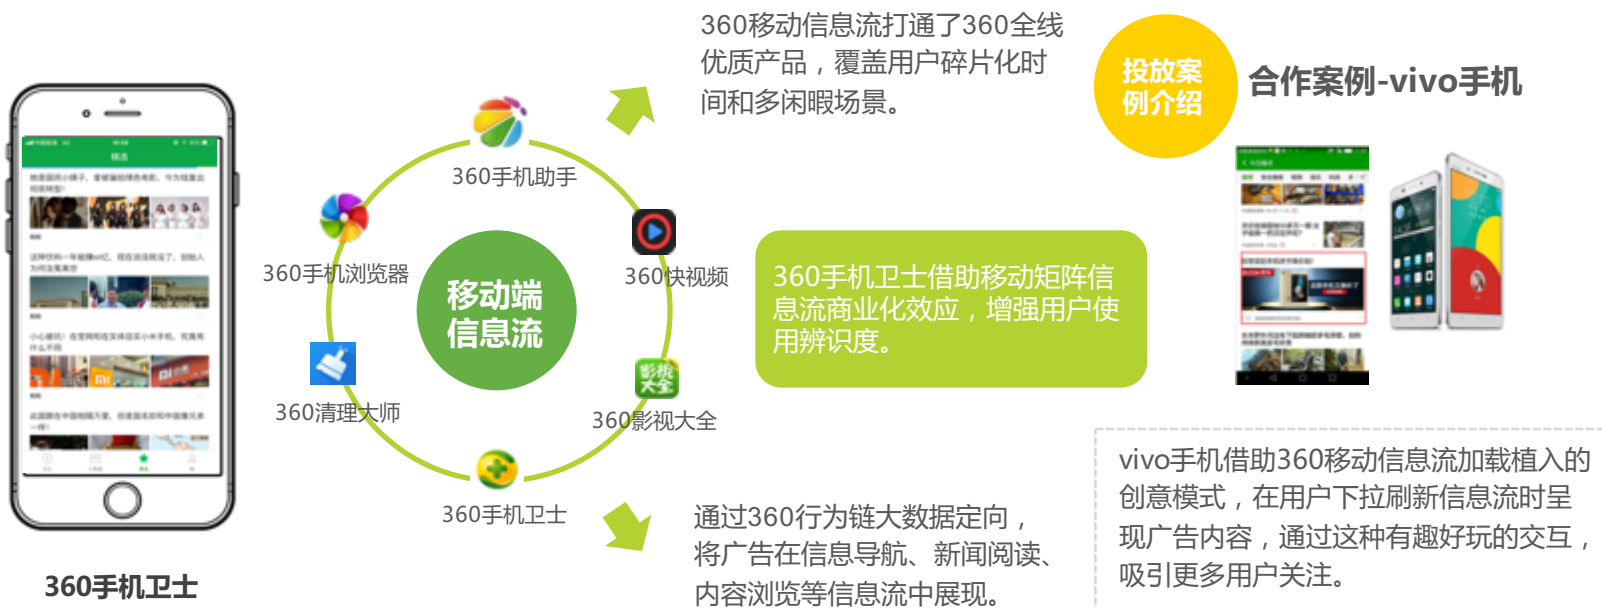 360移动信息流打通了360全线
优质产品，覆盖用户碎片化时
间和多闲暇场景。
投放案
例介绍
合作案例-vivo手机
精选
360手机助手
360手机浏览器
360快视频
移动端
信息流
360手机卫士借助移动矩阵信
息流商业化效应，增强用户使
用辨识度。
360清理大师
影视
大全
360影视大全
360手机卫士
通过360行为链大数据定向，
将广告在信息导航、新闻阅读、
内容浏览等信息流中展现。
vivo手机借助360移动信息流加载植入的
创意模式，在用户下拉刷新信息流时呈
现广告内容，通过这种有趣好玩的交互，
吸引更多用户关注。
360手机卫士